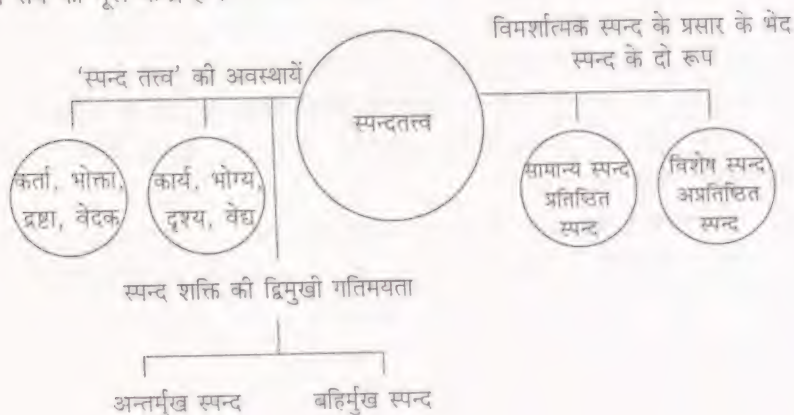 विमर्शात्मक स्पन्द के प्रसार के भेद
स्पन्द के दो रूप
‘स्पन्द तत्त्व’ की अवस्थायें
स्पन्दतत्त्व
कर्ता, भोक्ता,
द्रष्टा, वेदक
कार्य, भोग्य,
दृश्य, वेद्य
सामान्य स्पन्द
प्रतिष्ठित
स्पन्द
विशेष स्पन्द
अप्रतिष्ठित
स्पन्द
स्पन्द शक्ति की द्विमुखी गतिमयता
अन्तर्मुख स्पन्द
बहिर्मुख स्पन्द